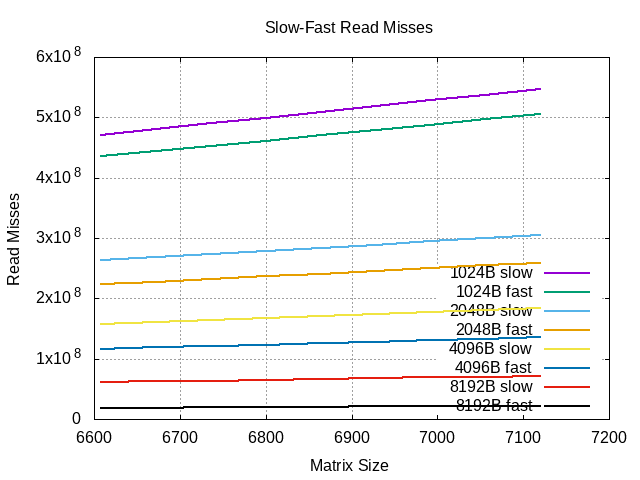 Slow-Fast Read Misses
6x10^8
5x10^8
4x10^8
3x10^8
2x10^8
1x10^8
0
Read Misses
1024B slow
1024B fast
2048B slow
2048B fast
4096B slow
4096B fast
8192B slow
8192B fast
6600 6700 6800 6900 7000 7100 7200
Matrix Size